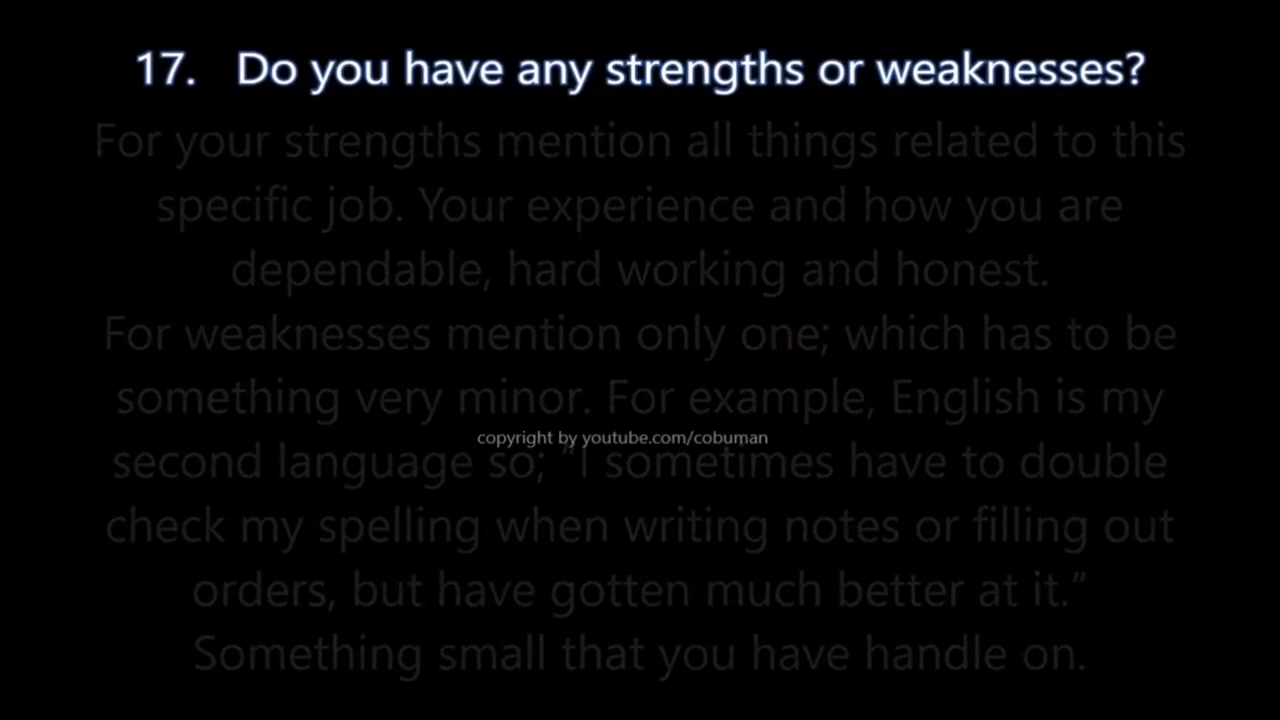 17. Do you have any strengths or weaknesses?
For your strengths mention all things related to this
specific job. Your experience and how you are
dependable, hard working and honest.
For weaknesses mention only one; which has to be
something very minor. For example, English is my
copyright by youtube.com/cobuman
second language so; “I sometimes have to double
check my spelling when writing notes or filling out
orders, but have gotten much better at it.”
Something small that you have handle on.